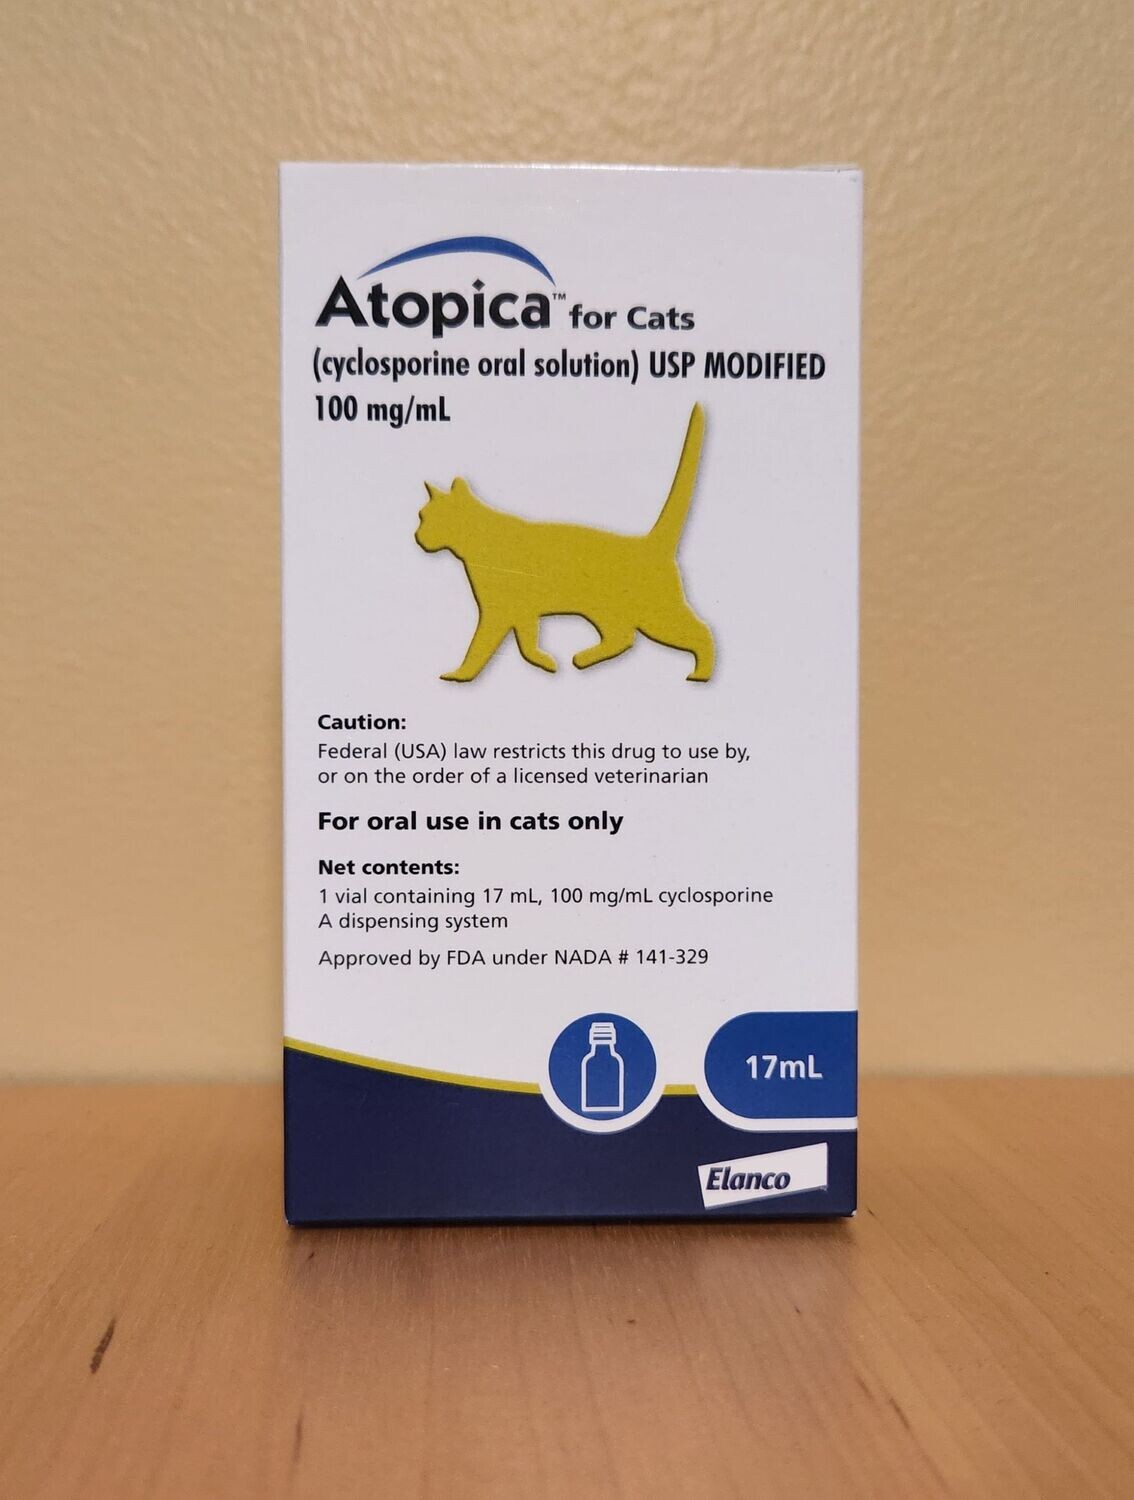 Atopica™ for Cats
(cyclosporine oral solution) USP MODIFIED
100 mg/mL
Caution:
Federal (USA) law restricts this drug to use by,
or on the order of a licensed veterinarian
For oral use in cats only
Net contents:
1 vial containing 17 mL, 100 mg/mL cyclosporine
A dispensing system
Approved by FDA under NADA # 141-329
17mL
Elanco